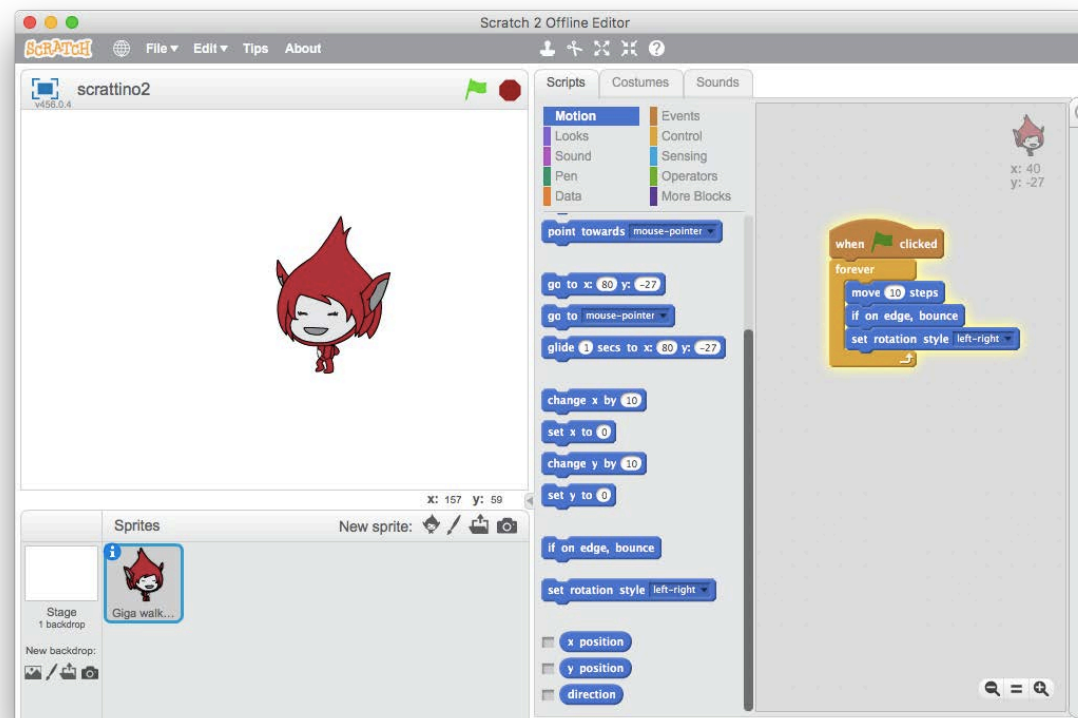 Scratch 2 Offline Editor
SCRATCH File Edit Tips About
v456.0.4
scrattino2
X: 157 y: 59
Sprites
New sprite:
Stage
1 backdrop
New backdrop:
Giga walk...
Scripts Costumes Sounds
Motion
Looks
Sound
Pen
Data
Events
Control
Sensing
Operators
More Blocks
point towards mouse-pointer
go to x: 80 y: -27
go to mouse-pointer
glide 1 secs to x: 80 y: -27
change x by 10
set x to 0
change y by 10
set y to 0
if on edge, bounce
set rotation style left-right
x position
y position
direction
x: 40
y: -27
when clicked
forever
move 10 steps
if on edge, bounce
set rotation style left-right